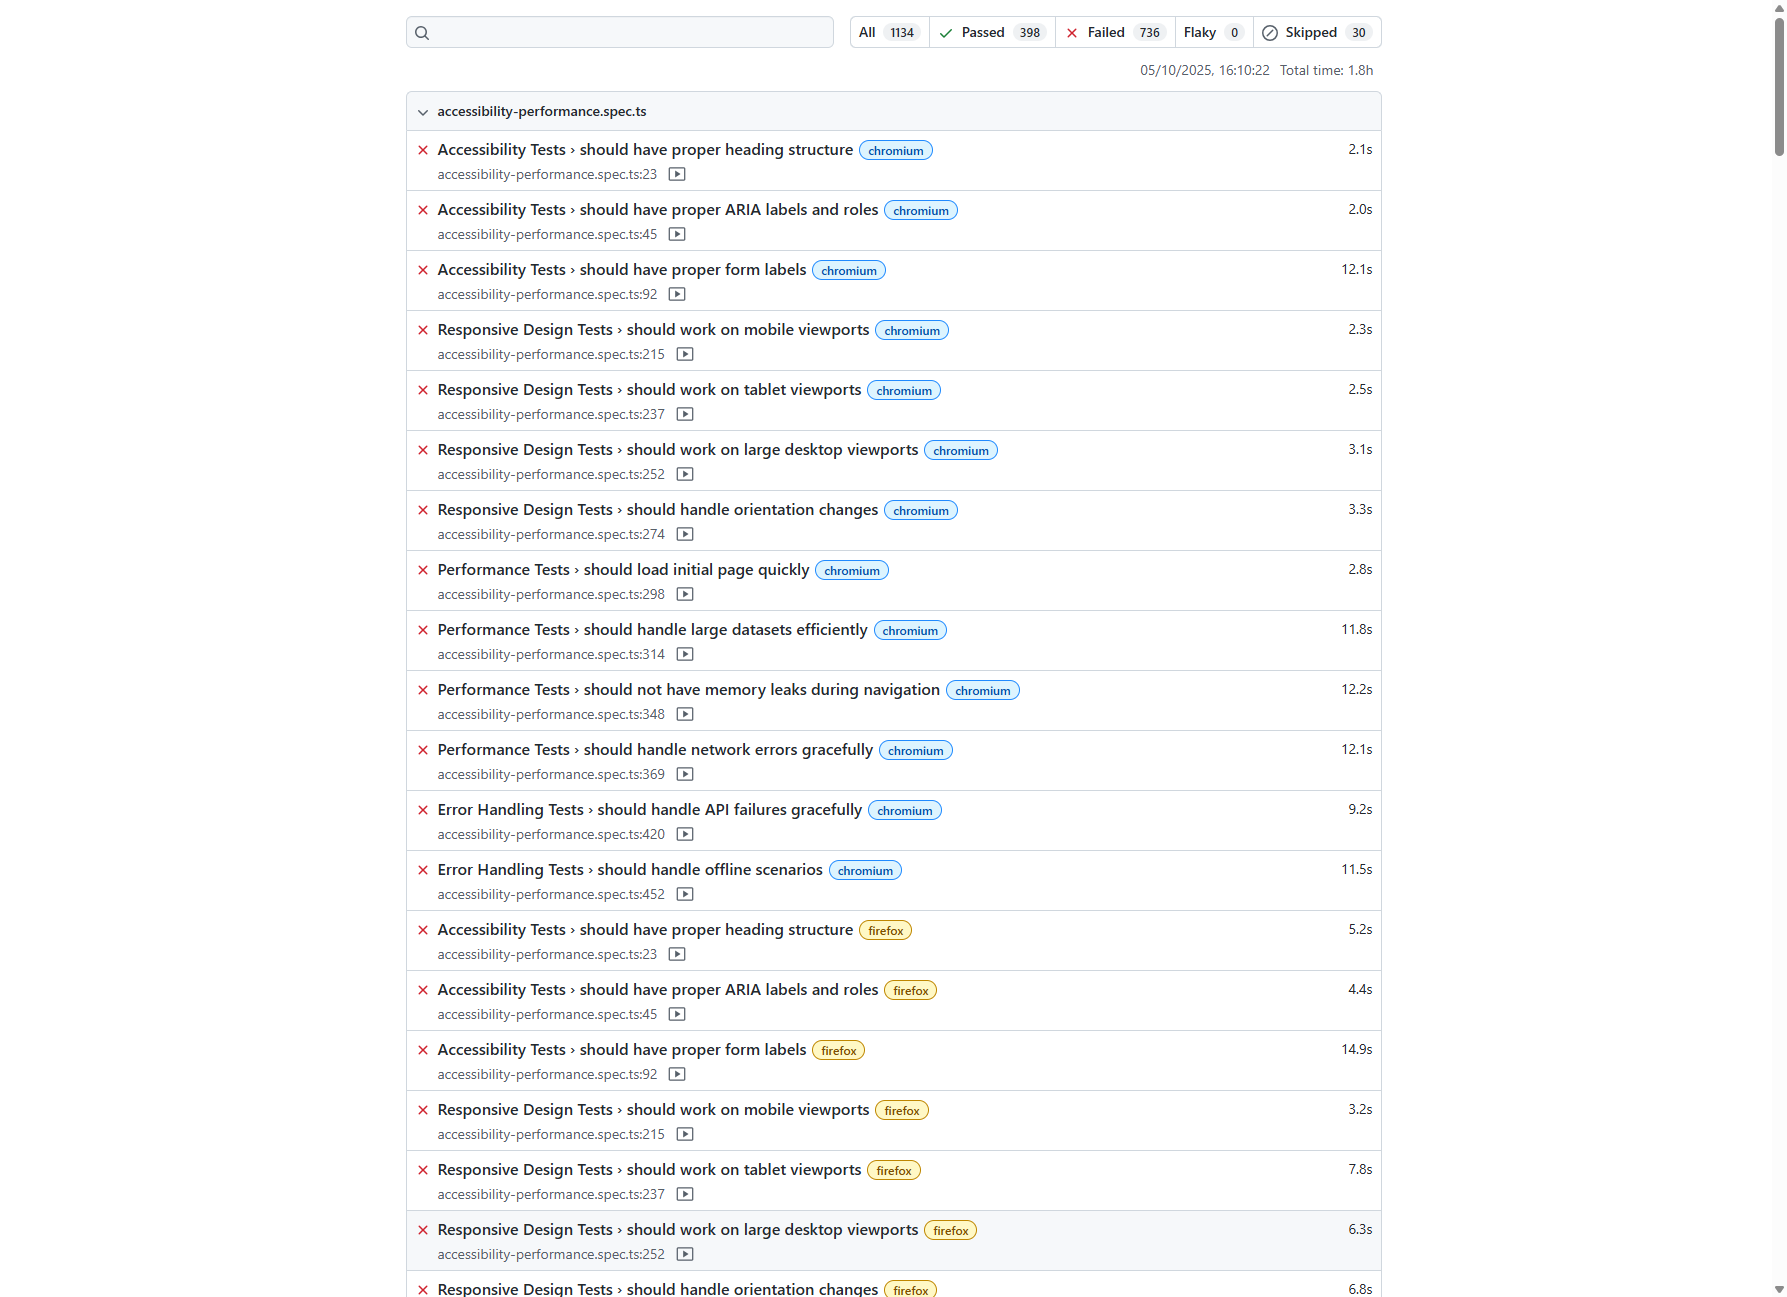 All 1134 Passed 398 Failed 736 Flaky 0 Skipped 30
05/10/2025, 16:10:22 Total time: 1.8h
accessibility-performance.spec.ts
Accessibility Tests › should have proper heading structure chromium 2.1s
accessibility-performance.spec.ts:23
Accessibility Tests › should have proper ARIA labels and roles chromium 2.0s
accessibility-performance.spec.ts:45
Accessibility Tests › should have proper form labels chromium 12.1s
accessibility-performance.spec.ts:92
Responsive Design Tests › should work on mobile viewports chromium 2.3s
accessibility-performance.spec.ts:215
Responsive Design Tests › should work on tablet viewports chromium 2.5s
accessibility-performance.spec.ts:237
Responsive Design Tests › should work on large desktop viewports chromium 3.1s
accessibility-performance.spec.ts:252
Responsive Design Tests › should handle orientation changes chromium 3.3s
accessibility-performance.spec.ts:274
Performance Tests › should load initial page quickly chromium 2.8s
accessibility-performance.spec.ts:298
Performance Tests › should handle large datasets efficiently chromium 11.8s
accessibility-performance.spec.ts:314
Performance Tests › should not have memory leaks during navigation chromium 12.2s
accessibility-performance.spec.ts:348
Performance Tests › should handle network errors gracefully chromium 12.1s
accessibility-performance.spec.ts:369
Error Handling Tests › should handle API failures gracefully chromium 9.2s
accessibility-performance.spec.ts:420
Error Handling Tests › should handle offline scenarios chromium 11.5s
accessibility-performance.spec.ts:452
Accessibility Tests › should have proper heading structure firefox 5.2s
accessibility-performance.spec.ts:23
Accessibility Tests › should have proper ARIA labels and roles firefox 4.4s
accessibility-performance.spec.ts:45
Accessibility Tests › should have proper form labels firefox 14.9s
accessibility-performance.spec.ts:92
Responsive Design Tests › should work on mobile viewports firefox 3.2s
accessibility-performance.spec.ts:215
Responsive Design Tests › should work on tablet viewports firefox 7.8s
accessibility-performance.spec.ts:237
Responsive Design Tests › should work on large desktop viewports firefox 6.3s
accessibility-performance.spec.ts:252
Responsive Design Tests › should handle orientation changes firefox 6.8s